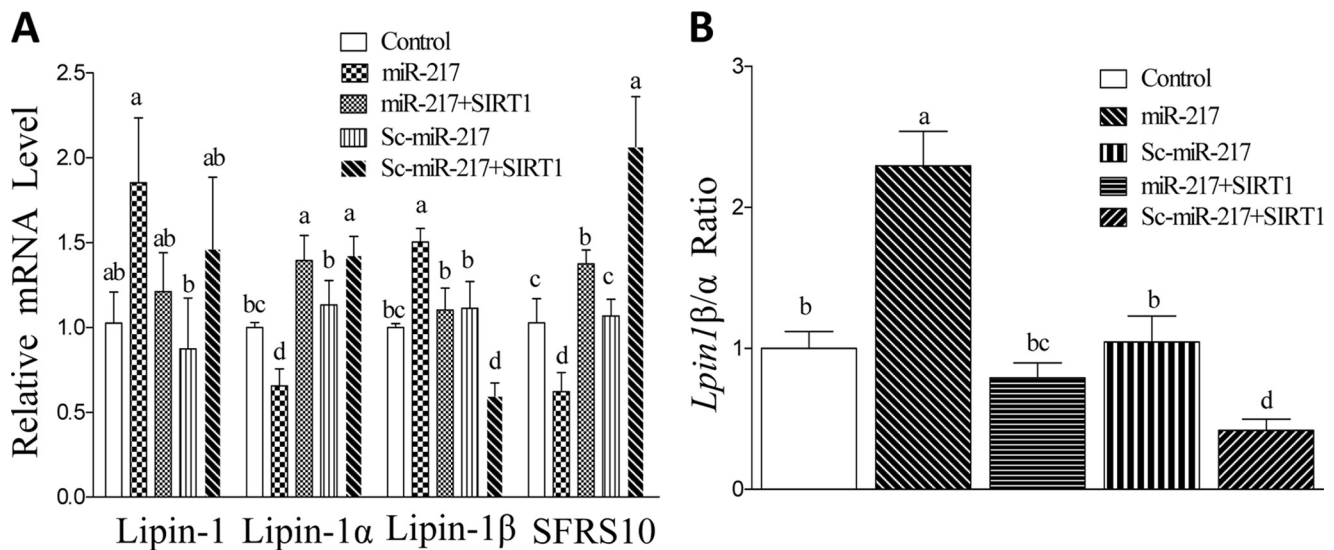 A
Control
miR-217
miR-217+SIRT1
Sc-miR-217
Sc-miR-217+SIRT1
Relative mRNA Level
2.5
2.0
1.5
1.0
0.5
0.0
ab
a
ab
b
ab
bc
d
a
b
a
bc
a
b
b
d
c
d
b
c
a
Lipin-1
Lipin-1α
Lipin-1β
SFRS10
B
Control
miR-217
Sc-miR-217
miR-217+SIRT1
Sc-miR-217+SIRT1
Lpin1β/α Ratio
3
2
1
0
b
a
bc
b
d